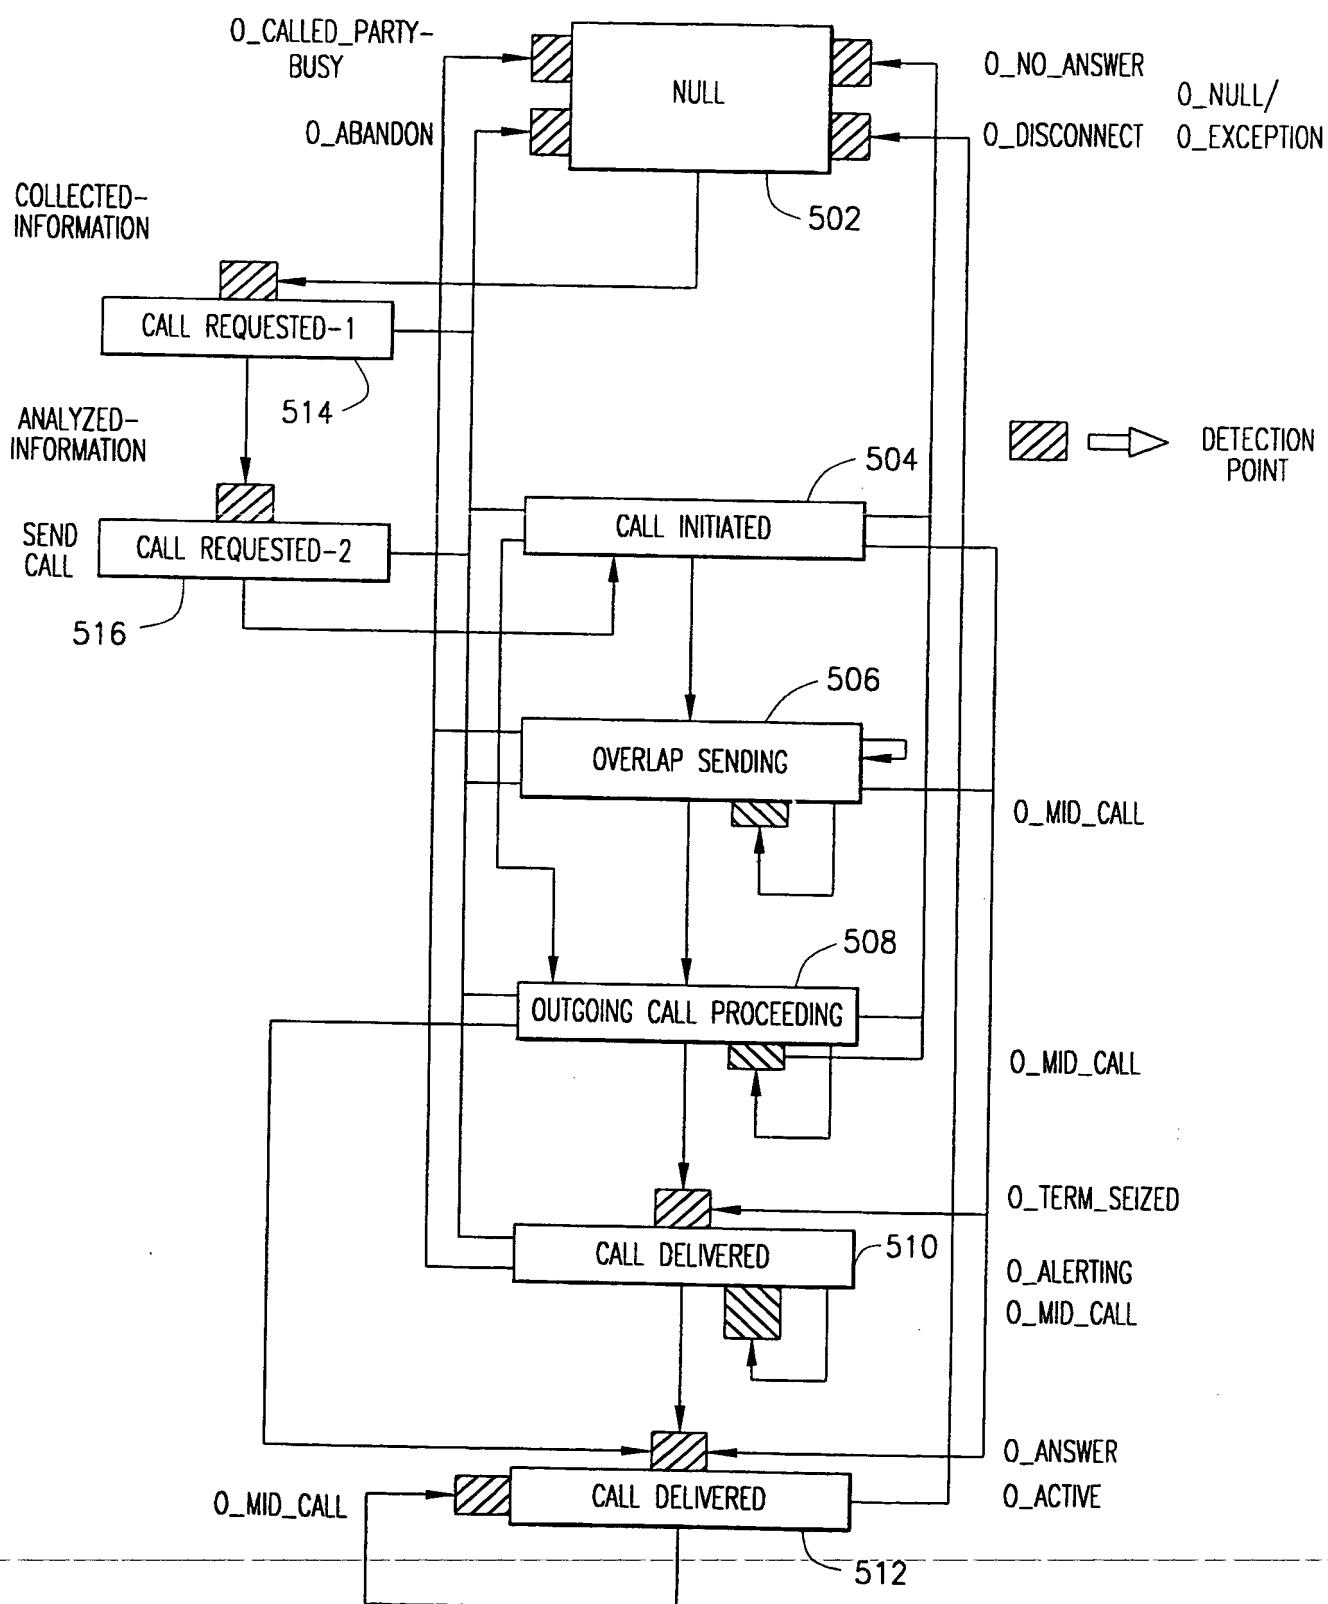 O_CALLED_PARTY-
BUSY
NULL
O_NO_ANSWER
O_NULL/
O_ABANDON
O_DISCONNECT
O_EXCEPTION
COLLECTED-
INFORMATION
502
CALL REQUESTED-1
514
ANALYZED-
INFORMATION
DETECTION
POINT
504
SEND
CALL
CALL REQUESTED-2
CALL INITIATED
516
506
OVERLAP SENDING
O_MID_CALL
508
OUTGOING CALL PROCEEDING
O_MID_CALL
O_TERM_SEIZED
CALL DELIVERED
510
O_ALERTING
O_MID_CALL
O_ANSWER
O_MID_CALL
CALL DELIVERED
O_ACTIVE
512